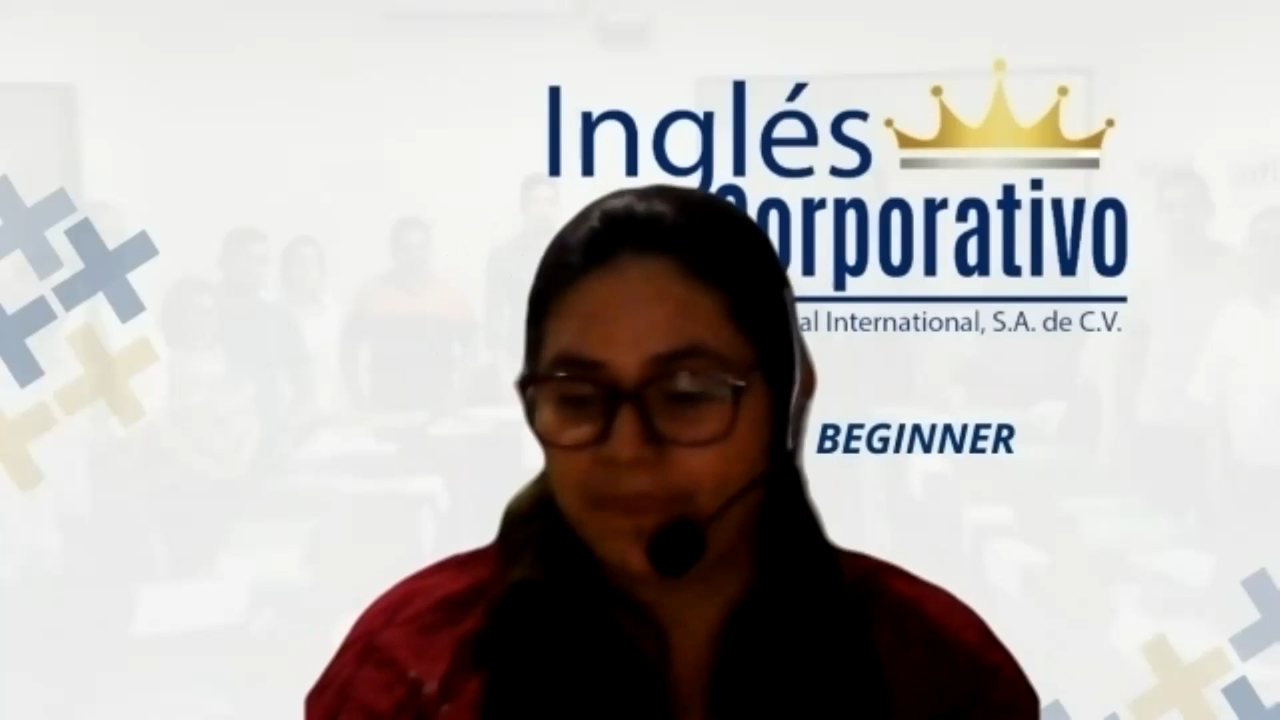 Inglés
orporativo
al International, S.A. de C.V.
BEGINNER